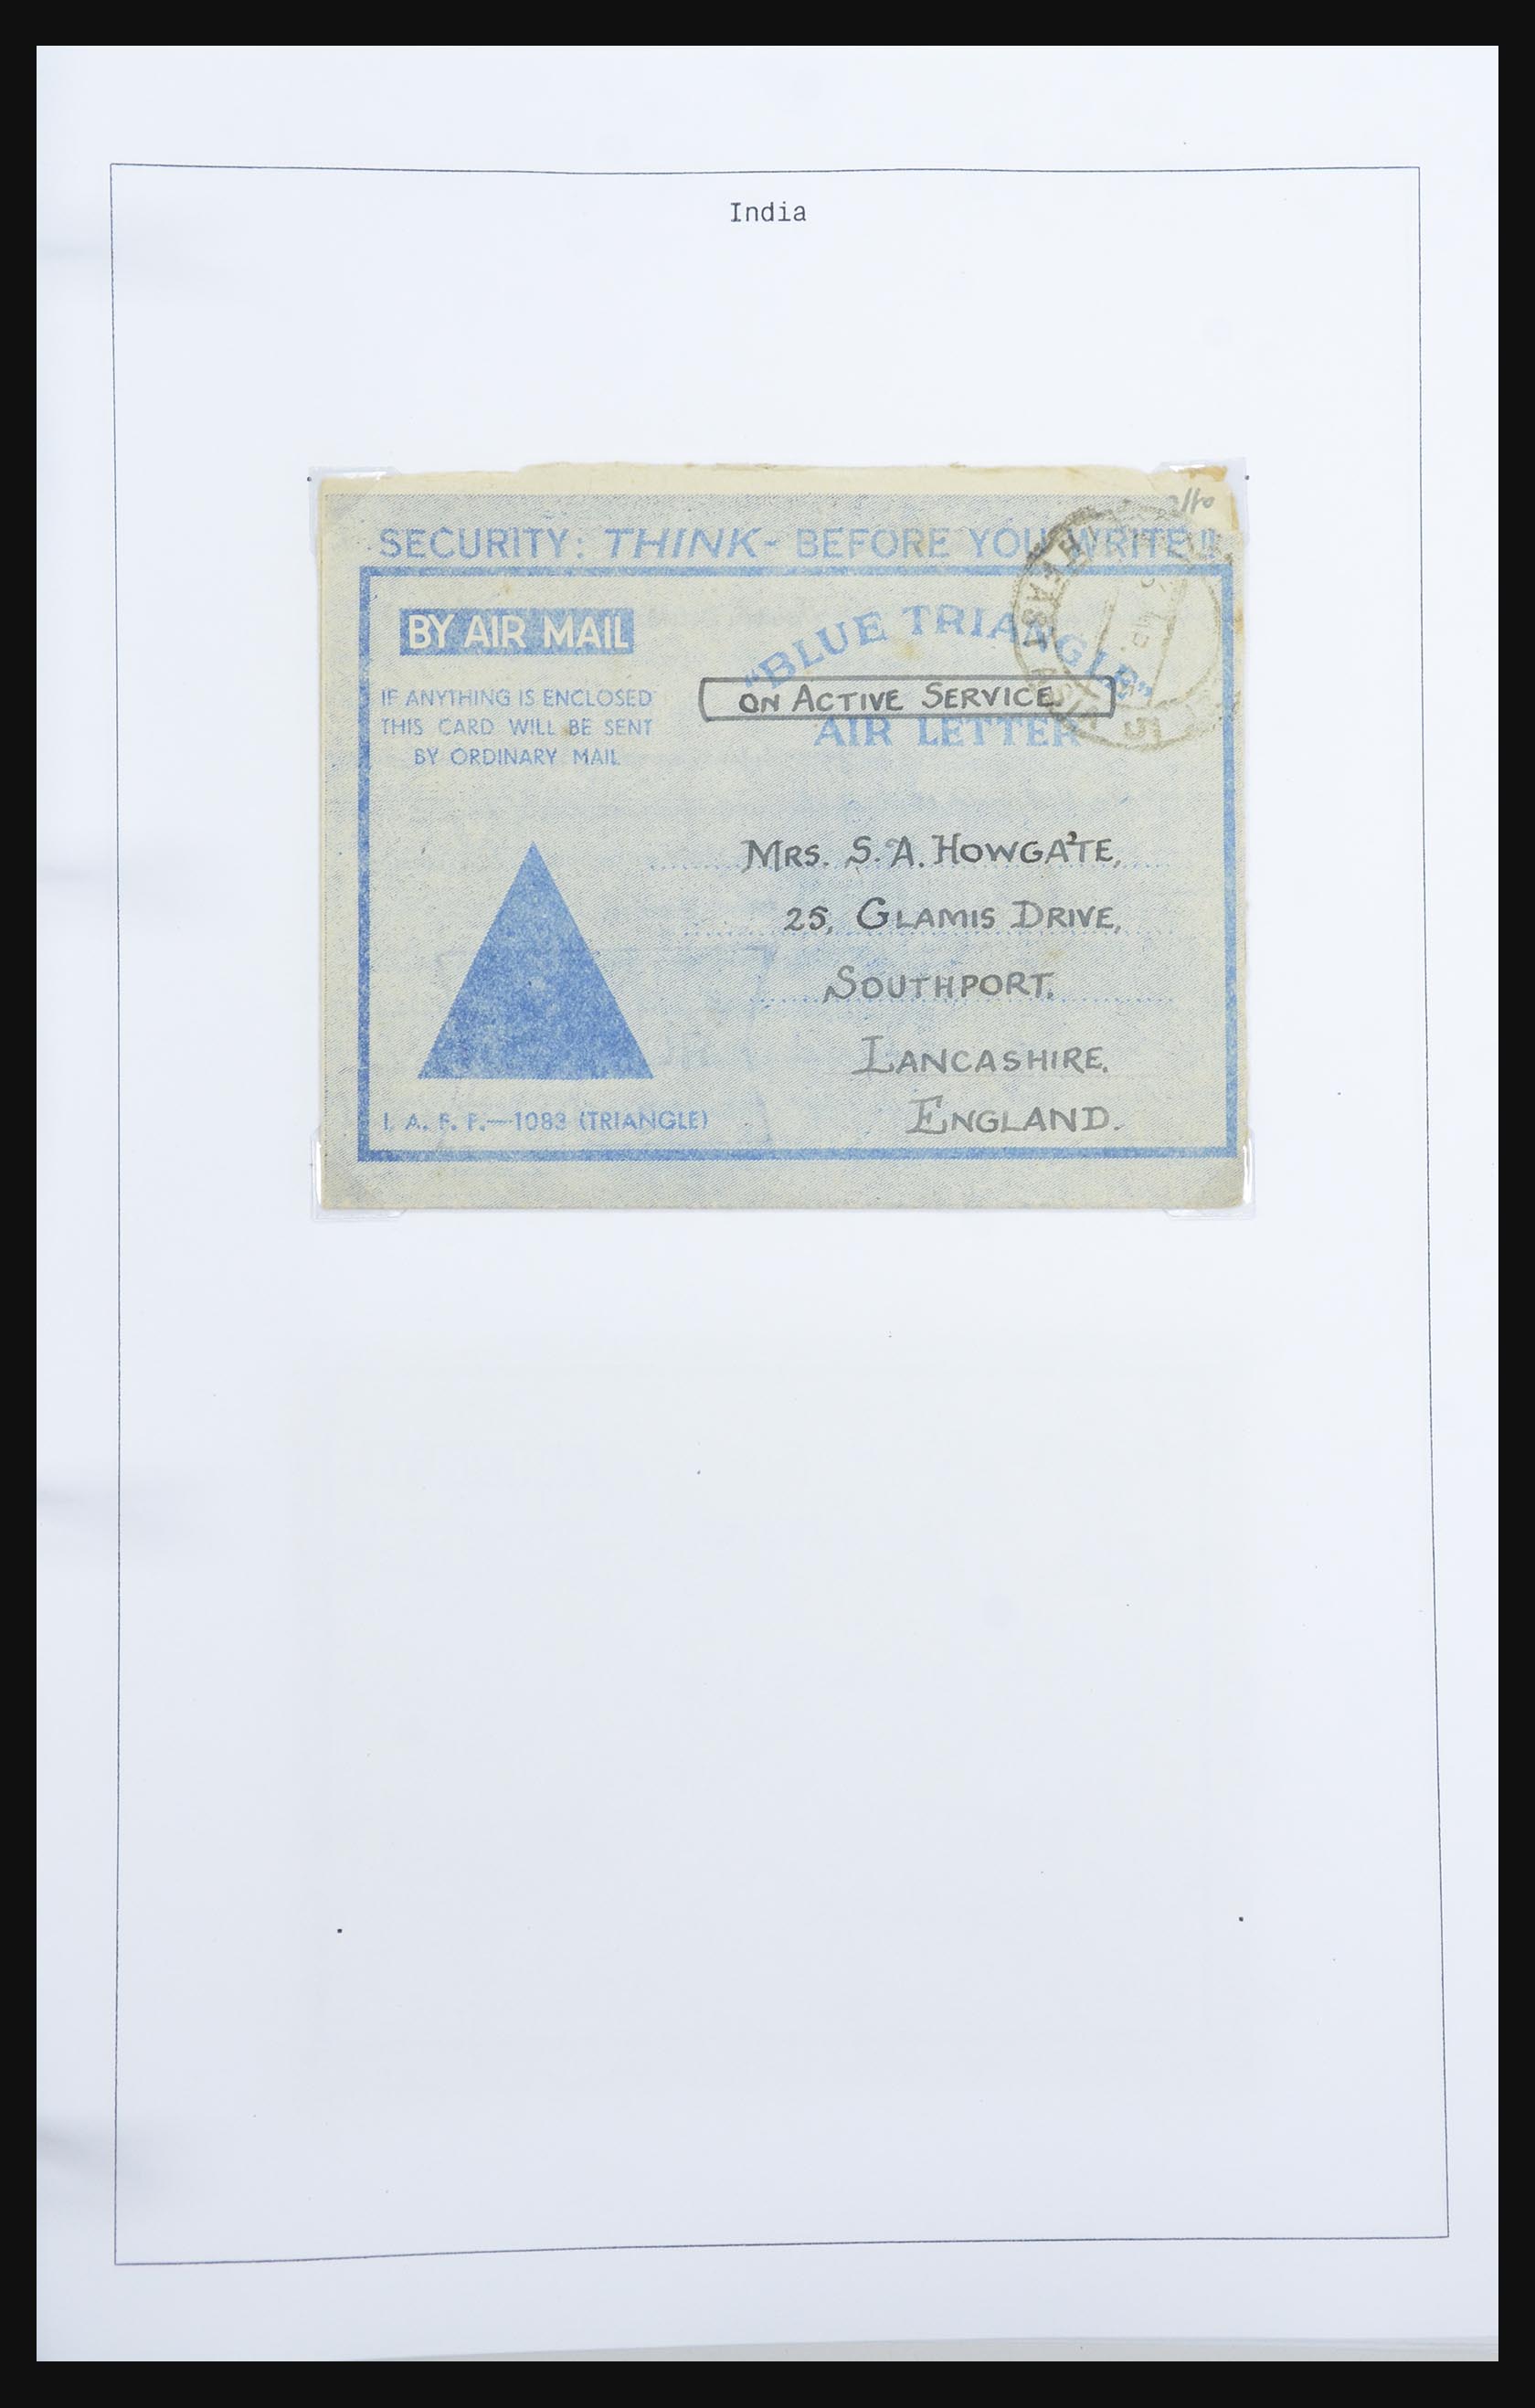 India
SECURITY: THINK- BEFORE YOU WRITE!!
BY AIR MAIL
IF ANYTHING IS ENCLOSED
THIS CARD WILL BE SENT
BY ORDINARY MAIL
"BLUE TRIANGLE"
ON ACTIVE SERVICE
AIR LETTER
MRS. S. A. HOWGATE,
25, GLAMIS DRIVE,
SOUTHPORT.
LANCASHIRE.
ENGLAND.
I. A. F. F.—1083 (TRIANGLE)
EAST ASIA